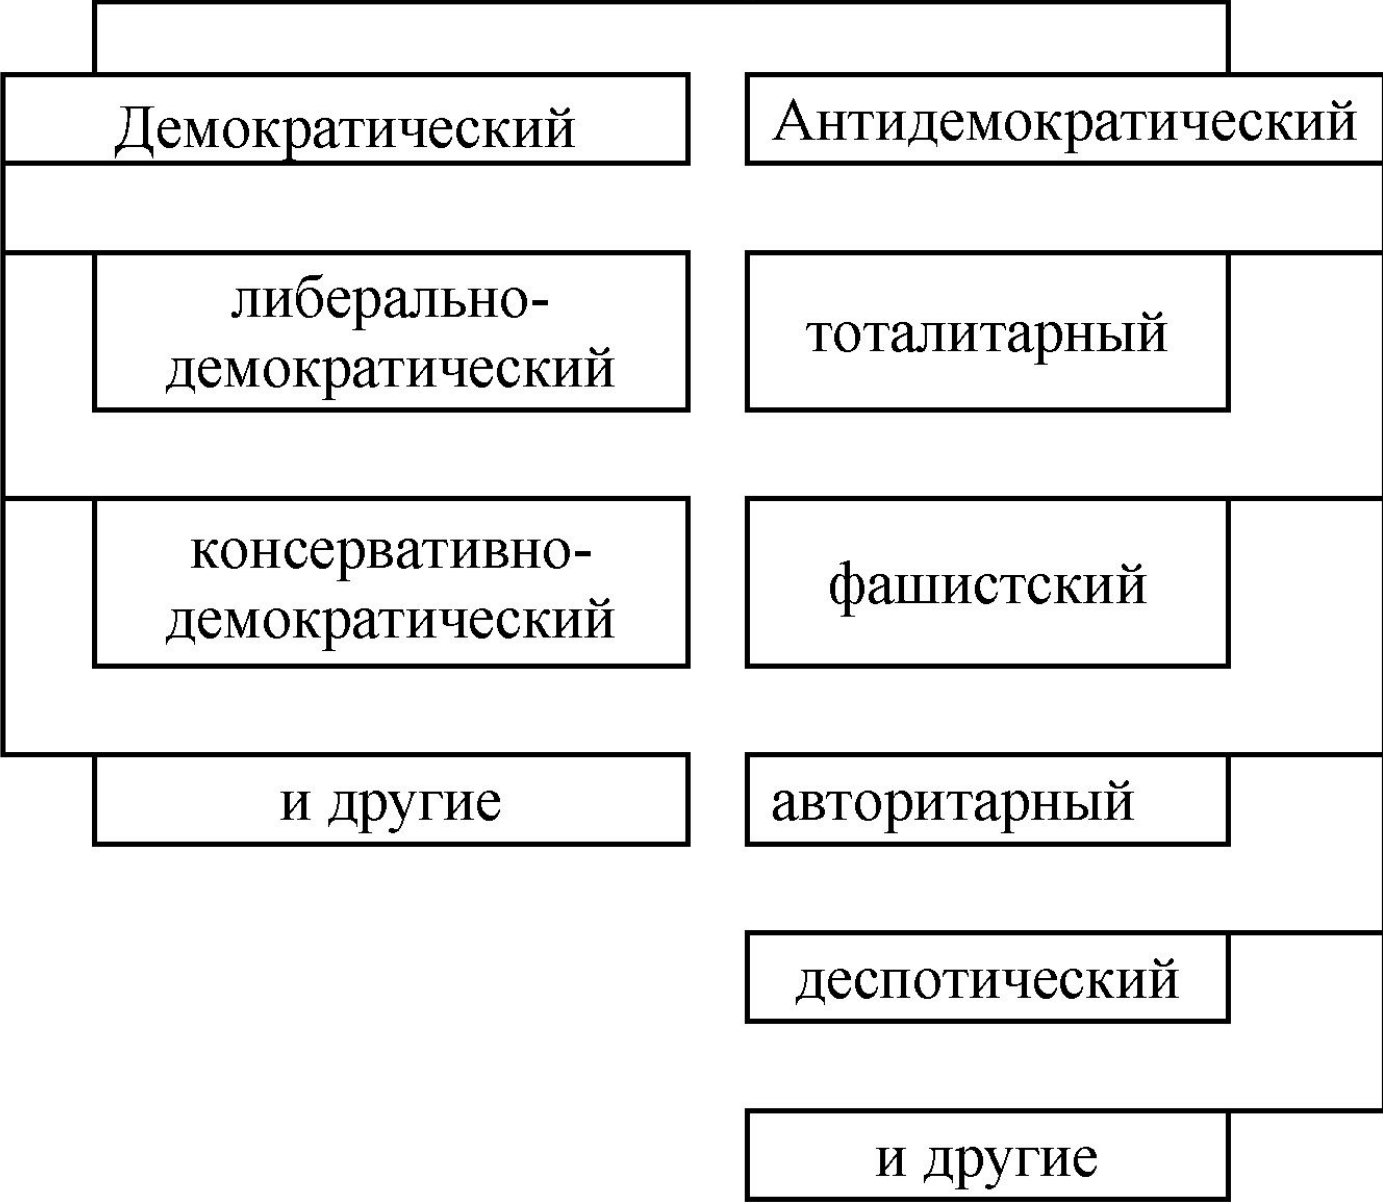 Демократический
Антидемократический
либерально-
демократический
тоталитарный
консервативно-
демократический
фашистский
и другие
авторитарный
деспотический
и другие